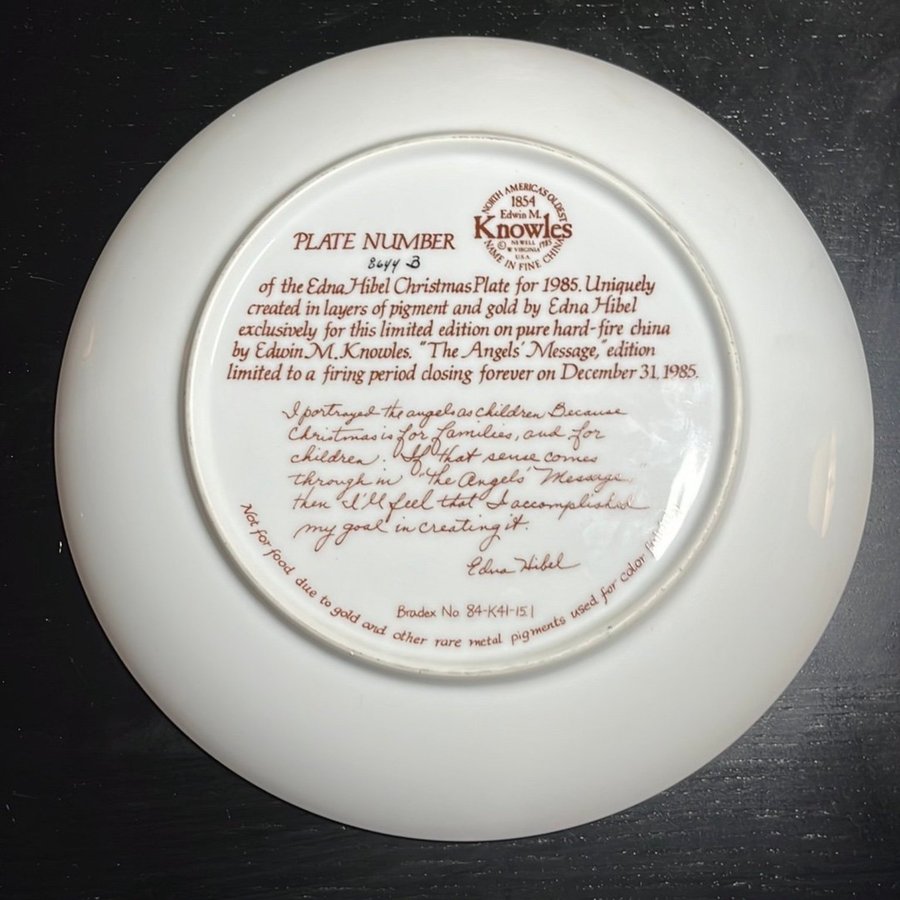 NORTH AMERICA'S OLDEST
1854
Edwin M.
Knowles
© NEWELL 1985
W VIRGINIA
U.S.A.
NAME IN FINE CHINA
PLATE NUMBER
8644 B
of the Edna Hibel Christmas Plate for 1985. Uniquely
created in layers of pigment and gold by Edna Hibel
exclusively for this limited edition on pure hard-fire china
by Edwin M. Knowles. "The Angels' Message," edition
limited to a firing period closing forever on December 31, 1985.
I portrayed the angels as children Because
Christmas is for families, and for
children. If that sense comes
through in "The Angels' Message"
then I'll feel that I accomplished
my goal in creating it.
Edna Hibel
Bradex No. 84-K41-15.1
Not for food due to gold and other rare metal pigments used for color